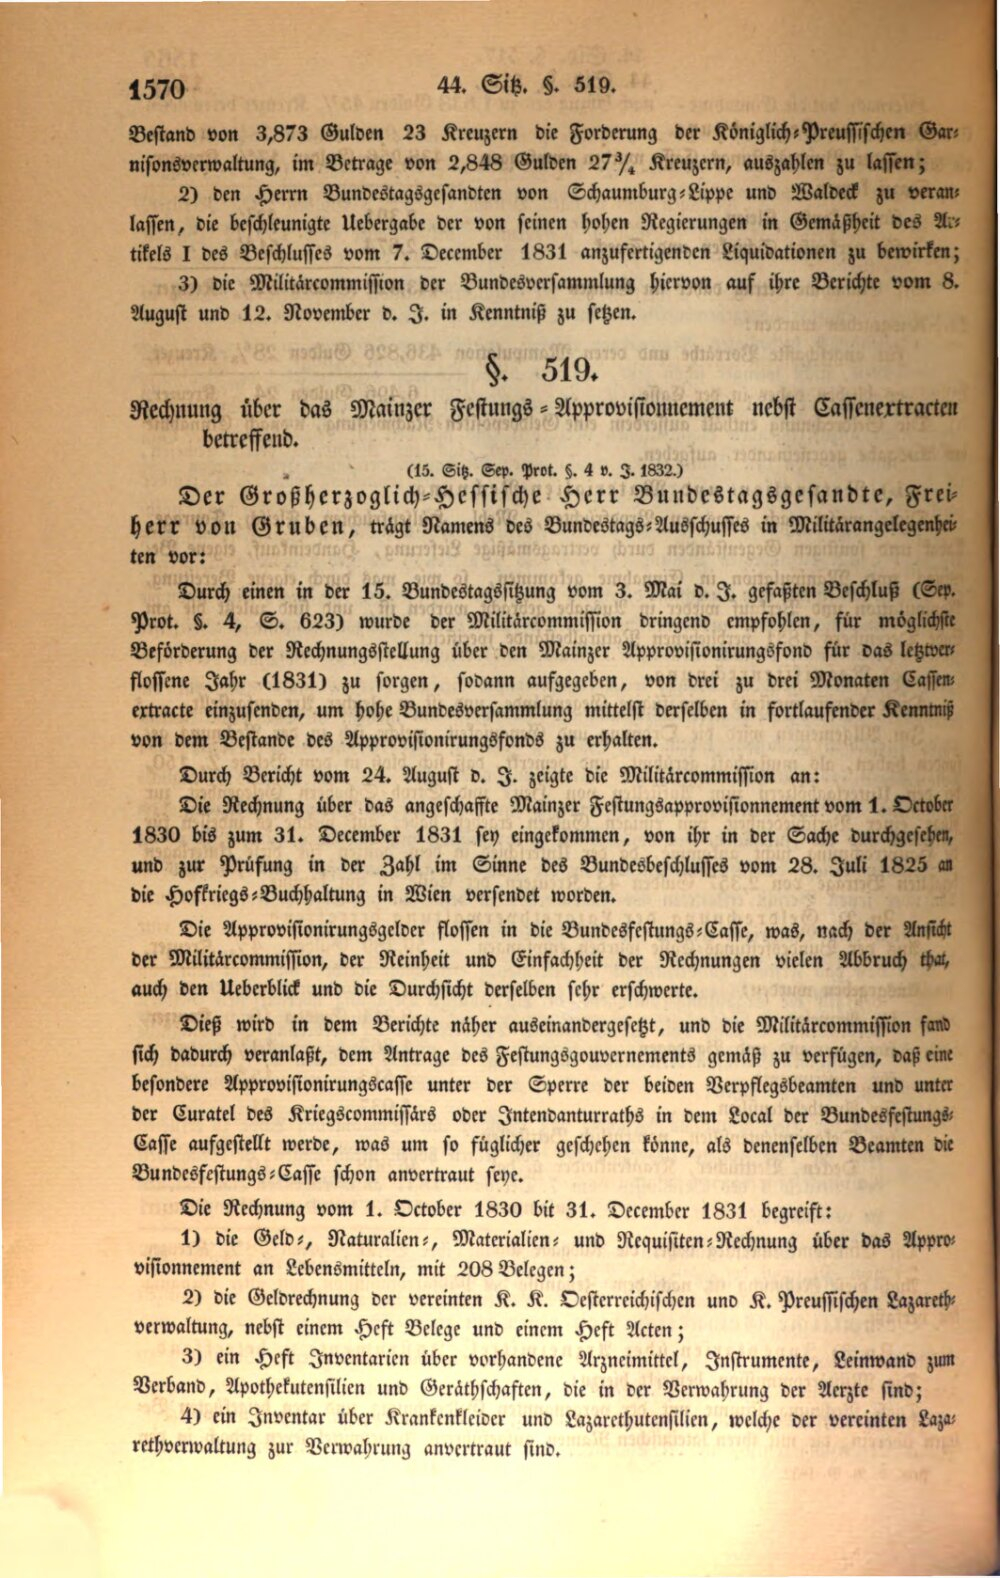 1570 44. Sitz. §. 519.
Bestand von 3,873 Gulden 23 Kreuzern die Forderung der Königlich-Preussischen Gar-
nisonsverwaltung, im Betrage von 2,848 Gulden 27¾ Kreuzern, auszahlen zu lassen;
2) den Herrn Bundestagsgesandten von Schaumburg-Lippe und Waldeck zu veran-
lassen, die beschleunigte Uebergabe der von seinen hohen Regierungen in Gemäßheit des Ar-
tikels I des Beschlusses vom 7. December 1831 anzufertigenden Liquidationen zu bewirken;
3) die Militärcommission der Bundesversammlung hiervon auf ihre Berichte vom 8.
August und 12. November d. J. in Kenntniß zu setzen.
§. 519.
Rechnung über das Mainzer Festungs-Approvisionnement nebst Cassenextracten
betreffend.
(15. Sitz. Sep. Prot. §. 4 v. J. 1832.)
Der Großherzoglich-Hessische Herr Bundestagsgesandte, Frei-
herr von Gruben, trägt Namens des Bundestags-Ausschusses in Militärangelegenhei-
ten vor:
Durch einen in der 15. Bundestagssitzung vom 3. Mai d. J. gefaßten Beschluß (Sep.
Prot. §. 4, S. 623) wurde der Militärcommission dringend empfohlen, für möglichste
Beförderung der Rechnungsstellung über den Mainzer Approvisionirungsfond für das letztver-
flossene Jahr (1831) zu sorgen, sodann aufgegeben, von drei zu drei Monaten Cassen-
extracte einzusenden, um hohe Bundesversammlung mittelst derselben in fortlaufender Kenntniß
von dem Bestande des Approvisionirungsfonds zu erhalten.
Durch Bericht vom 24. August d. J. zeigte die Militärcommission an:
Die Rechnung über das angeschaffte Mainzer Festungsapprovisionnement vom 1. October
1830 bis zum 31. December 1831 sey eingekommen, von ihr in der Sache durchgesehen,
und zur Prüfung in der Zahl im Sinne des Bundesbeschlusses vom 28. Juli 1825 an
die Hofkriegs-Buchhaltung in Wien versendet worden.
Die Approvisionirungsgelder flossen in die Bundesfestungs-Casse, was, nach der Ansicht
der Militärcommission, der Reinheit und Einfachheit der Rechnungen vielen Abbruch that,
auch den Ueberblick und die Durchsicht derselben sehr erschwerte.
Dieß wird in dem Berichte näher auseinandergesetzt, und die Militärcommission fand
sich dadurch veranlaßt, dem Antrage des Festungsgouvernements gemäß zu verfügen, daß eine
besondere Approvisionirungscasse unter der Sperre der beiden Verpflegsbeamten und unter
der Curatel des Kriegscommissärs oder Intendanturraths in dem Local der Bundesfestungs-
Casse aufgestellt werde, was um so füglicher geschehen könne, als denenselben Beamten die
Bundesfestungs-Casse schon anvertraut seye.
Die Rechnung vom 1. October 1830 bit 31. December 1831 begreift:
1) die Geld-, Naturalien-, Materialien- und Requisiten-Rechnung über das Appro-
visionnement an Lebensmitteln, mit 208 Belegen;
2) die Geldrechnung der vereinten K. K. Oesterreichischen und K. Preussischen Lazareth-
verwaltung, nebst einem Heft Belege und einem Heft Acten;
3) ein Heft Inventarien über vorhandene Arzneimittel, Instrumente, Leinwand zum
Verband, Apothekutensilien und Geräthschaften, die in der Verwahrung der Aerzte sind;
4) ein Inventar über Krankenkleider und Lazarethutensilien, welche der vereinten Laza-
rethverwaltung zur Verwahrung anvertraut sind.